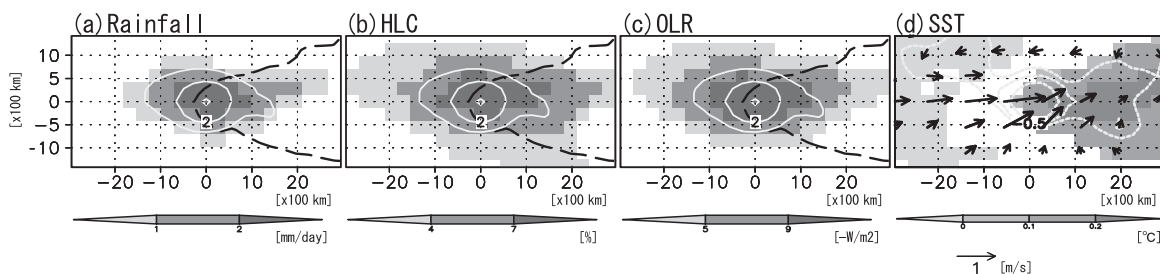 (a) Rainfall (b) HLC (c) OLR (d) SST
[x100 km]
10
5
0
-5
-10
2 2 2 -0.5
-20 -10 0 10 20 -20 -10 0 10 20 -20 -10 0 10 20 -20 -10 0 10 20
[x100 km] [x100 km] [x100 km] [x100 km]
1 2 4 7 5 9 0 0.1 0.2
[mm/day] [%] [-W/m2] [℃]
1 [m/s]